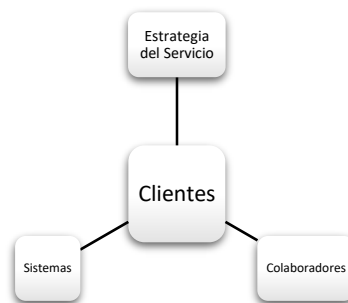 Estrategia
del Servicio
Clientes
Sistemas
Colaboradores